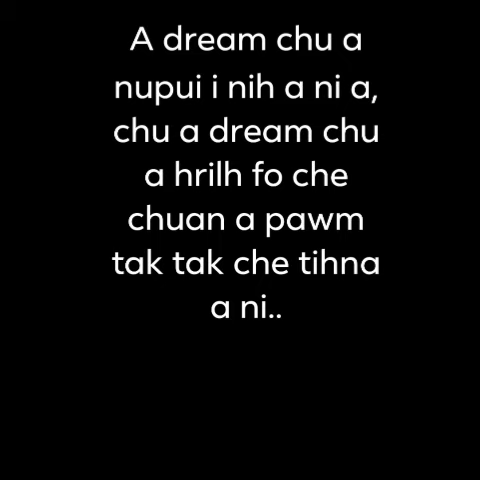 A dream chu a
nupui i nih a ni a,
chu a dream chu
a hrilh fo che
chuan a pawm
tak tak che tihna
a ni..